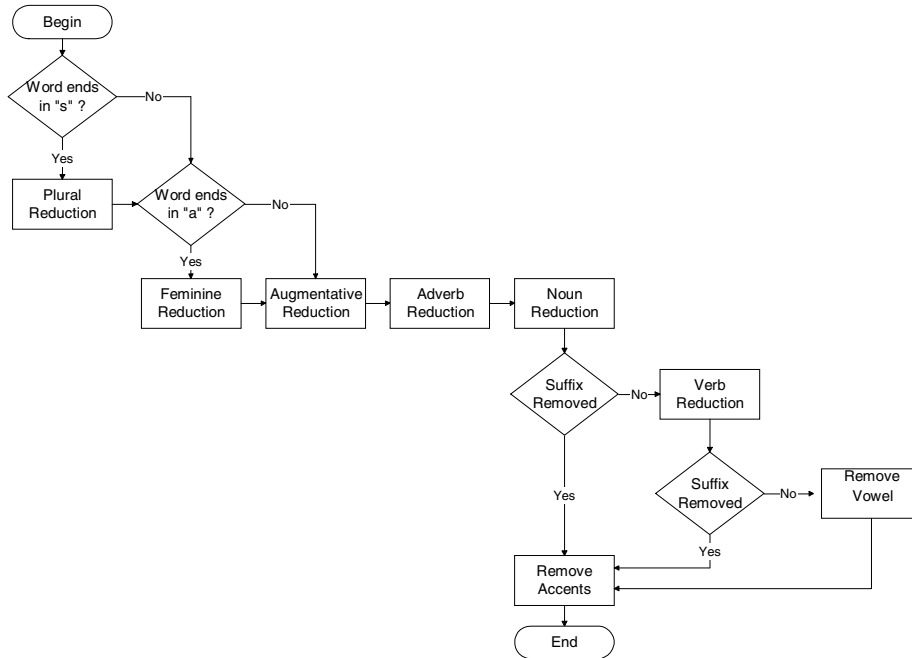 Begin
Word ends
in "s" ?
No
Yes
Plural
Reduction
Word ends
in "a" ?
No
Yes
Feminine
Reduction
Augmentative
Reduction
Adverb
Reduction
Noun
Reduction
Suffix
Removed
No
Verb
Reduction
Yes
Suffix
Removed
No
Remove
Vowel
Yes
Remove
Accents
End